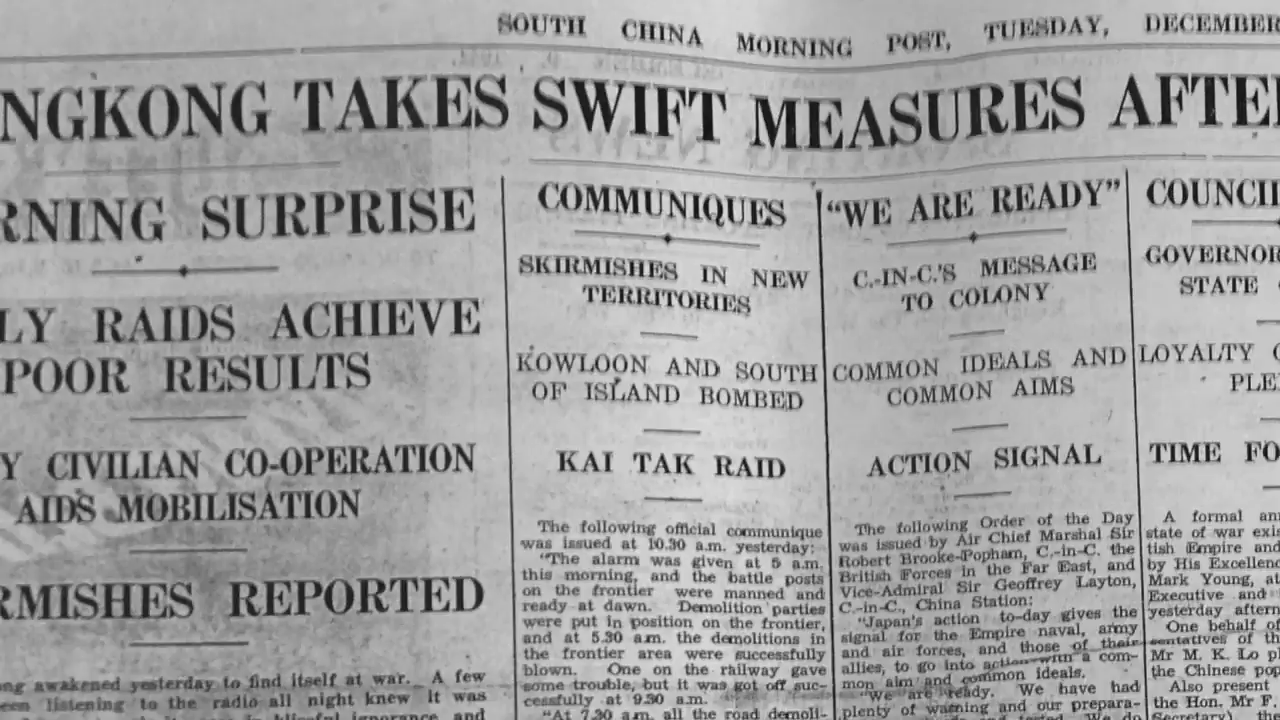 SOUTH CHINA MORNING POST, TUESDAY, DECEMBER
NGKONG TAKES SWIFT MEASURES AFTE
RNING SURPRISE
LY RAIDS ACHIEVE
POOR RESULTS
Y CIVILIAN CO-OPERATION
AIDS MOBILISATION
RMISHES REPORTED
ng awakened yesterday to find itself at war. A few
een listening to the radio all night knew it was
blissful ignorance and
COMMUNIQUES
SKIRMISHES IN NEW
TERRITORIES
KOWLOON AND SOUTH
OF ISLAND BOMBED
KAI TAK RAID
The following official communique
was issued at 10.30 a.m. yesterday:
"The alarm was given at 5 a.m.
this morning, and the battle posts
on the frontier were manned and
ready at dawn. Demolition parties
were put in position on the frontier,
and at 5.30 a.m. the demolitions in
the frontier area were successfully
blown. One on the railway gave
some trouble, but it was got off suc-
cessfully at 9.30 a.m.
"At 7.30 a.m. all the road demoli-
"WE ARE READY"
C.-IN-C.'S MESSAGE
TO COLONY
COMMON IDEALS AND
COMMON AIMS
ACTION SIGNAL
The following Order of the Day
was issued by Air Chief Marshal Sir
Robert Brooke-Popham, C.-in-C. the
British Forces in the Far East, and
Vice-Admiral Sir Geoffrey Layton,
C.-in-C., China Station:
"Japan's action to-day gives the
signal for the Empire naval, army
and air forces, and those of their
allies, to go into action with a com-
mon aim and common ideals.
"We are ready. We have had
plenty of warning and our prepara-
COUNCIL
GOVERNOR
STATE
LOYALTY
PLE
TIME FO
A formal an
state of war exis
tish Empire and
by His Excellenc
Mark Young, at
Executive and
yesterday aftern
One behalf of
sentatives of th
Mr M. K. Lo pl
the Chinese pop
Also present
the Hon. Mr F.